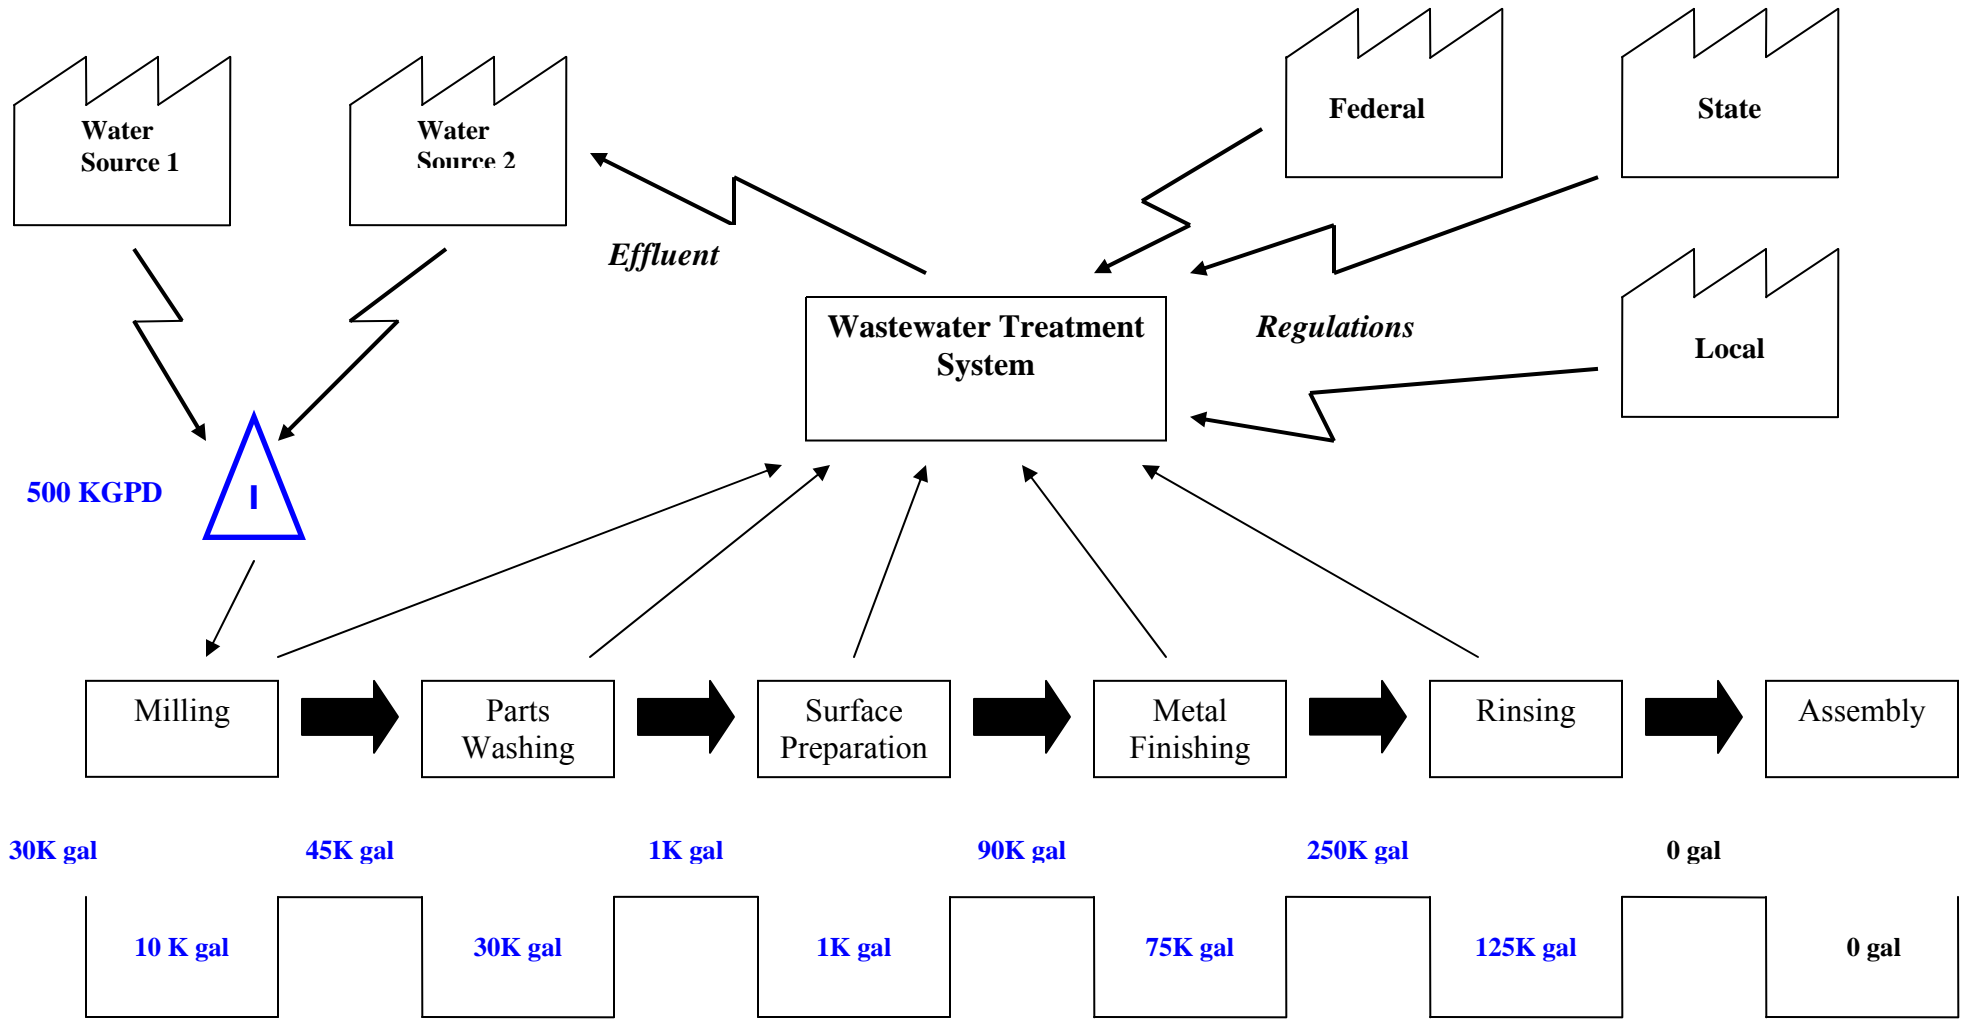 Water
Source 1
Water
Source 2
Federal
State
Effluent
Wastewater Treatment
System
Regulations
Local
500 KGPD
I
Milling
Parts
Washing
Surface
Preparation
Metal
Finishing
Rinsing
Assembly
30K gal
45K gal
1K gal
90K gal
250K gal
0 gal
10 K gal
30K gal
1K gal
75K gal
125K gal
0 gal